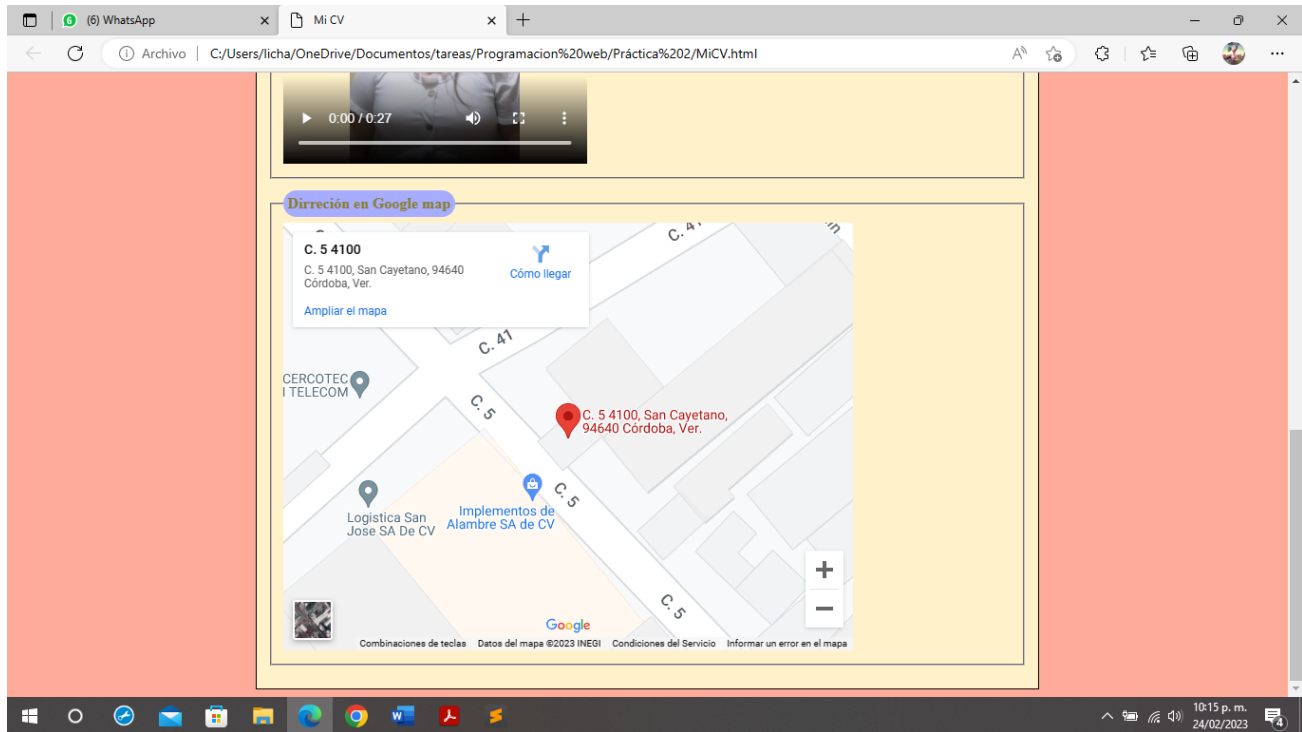 (6) WhatsApp
Mi CV
Archivo
C:/Users/licha/OneDrive/Documentos/tareas/Programacion%20web/Práctica%202/MiCV.html
0:00 / 0:27
Dirreción en Google map
C. 5 4100
C. 5 4100, San Cayetano, 94640
Córdoba, Ver.
Cómo llegar
Ampliar el mapa
C. 41
C. 41
CERCOTEC
I TELECOM
C. 5
C. 5 4100, San Cayetano,
94640 Córdoba, Ver.
C. 5
Logistica San
Jose SA De CV
Implementos de
Alambre SA de CV
C. 5
Google
Combinaciones de teclas
Datos del mapa ©2023 INEGI
Condiciones del Servicio
Informar un error en el mapa
10:15 p. m.
24/02/2023
4